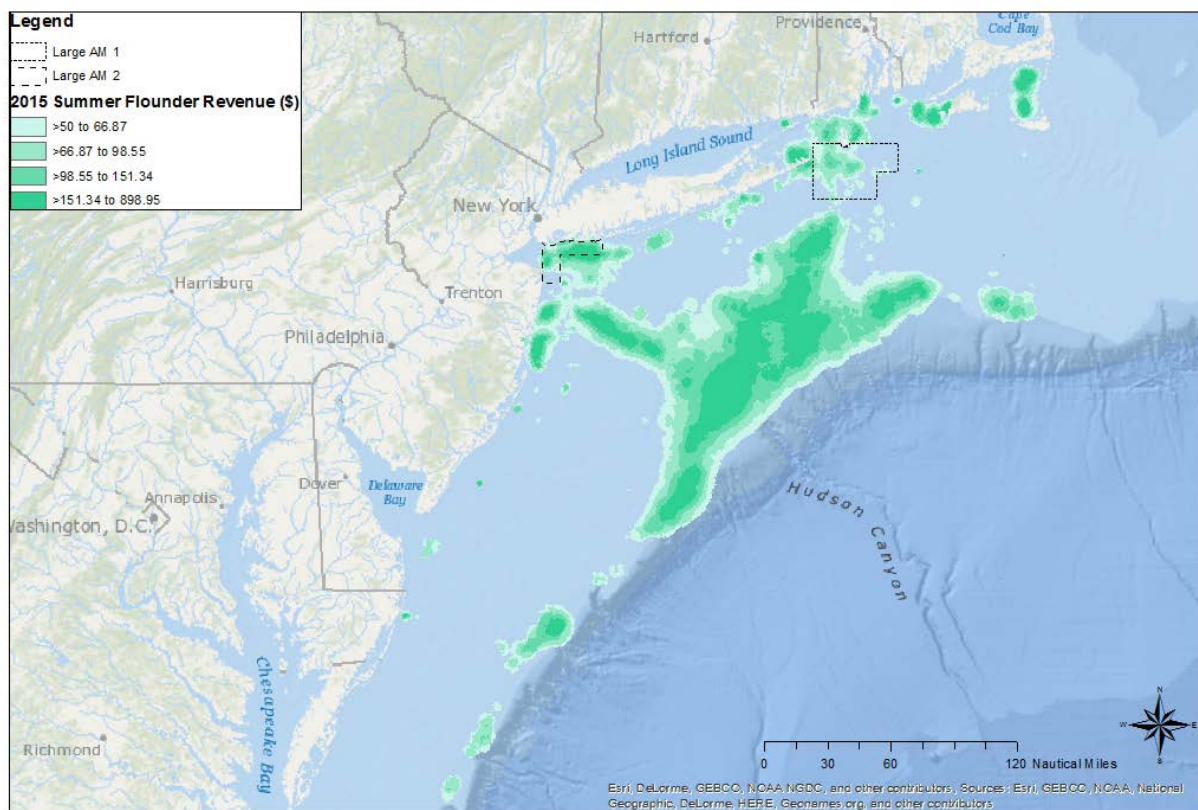 Legend
Large AM 1
Large AM 2
2015 Summer Flounder Revenue ($)
>50 to 66.87
>66.87 to 98.55
>98.55 to 151.34
>151.34 to 898.95
Providence
Cape
Cod Bay
Hartford
Long Island Sound
New York
Harrisburg
Trenton
Philadelphia
Dover
Delaware
Bay
Annapolis
Washington, D.C.
Hudson Canyon
Chesapeake Bay
Richmond
N
W
E
S
0 30 60 120 Nautical Miles
Esri, DeLorme, GEBCO, NOAA NGDC, and other contributors, Sources: Esri, GEBCO, NOAA, National
Geographic, DeLorme, HERE, Geonames.org, and other contributors